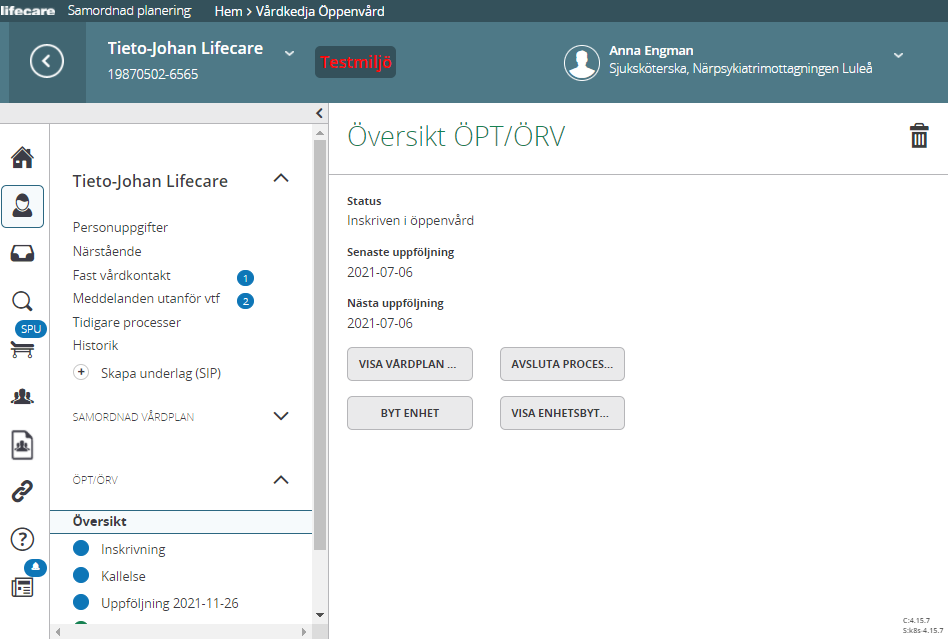 lifecare Samordnad planering Hem > Vårdkedja Öppenvård
Tieto-Johan Lifecare
19870502-6565
Testmiljö
Anna Engman
Sjuksköterska, Närpsykiatrimottagningen Luleå
Översikt ÖPT/ÖRV
Tieto-Johan Lifecare
Personuppgifter
Närstående
Fast vårdkontakt 1
Meddelanden utanför vtf 2
Tidigare processer
Historik
Skapa underlag (SIP)
SAMORDNAD VÅRDPLAN
ÖPT/ÖRV
Översikt
Inskrivning
Kallelse
Uppföljning 2021-11-26
SPU
Status
Inskriven i öppenvård
Senaste uppföljning
2021-07-06
Nästa uppföljning
2021-07-06
VISA VÅRDPLAN ...
AVSLUTA PROCES...
BYT ENHET
VISA ENHETSBYT...
C:4.15.7
S:k8s-4.15.7